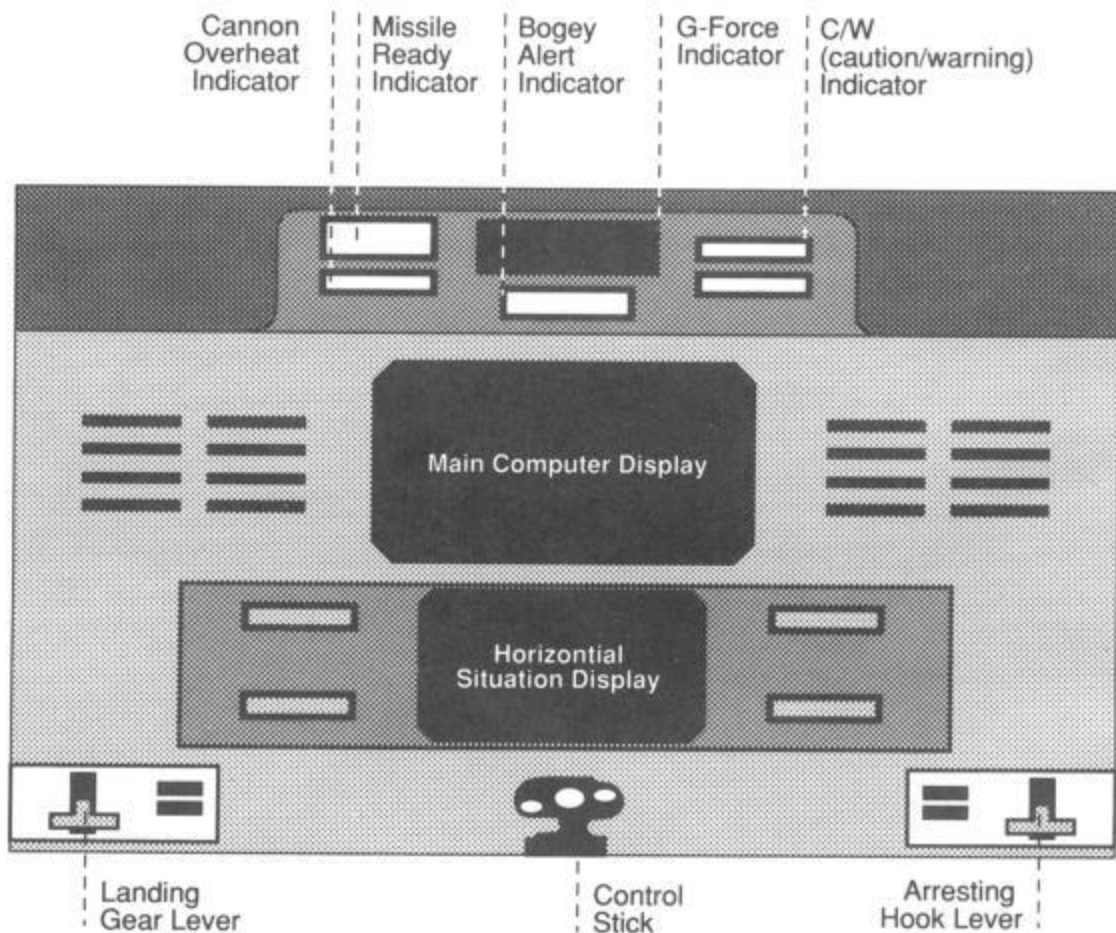 Cannon
Overheat
Indicator
Missile
Ready
Indicator
Bogey
Alert
Indicator
G-Force
Indicator
C/W
(caution/warning)
Indicator
Main Computer Display
Horizontial
Situation Display
Landing
Gear Lever
Control
Stick
Arresting
Hook Lever